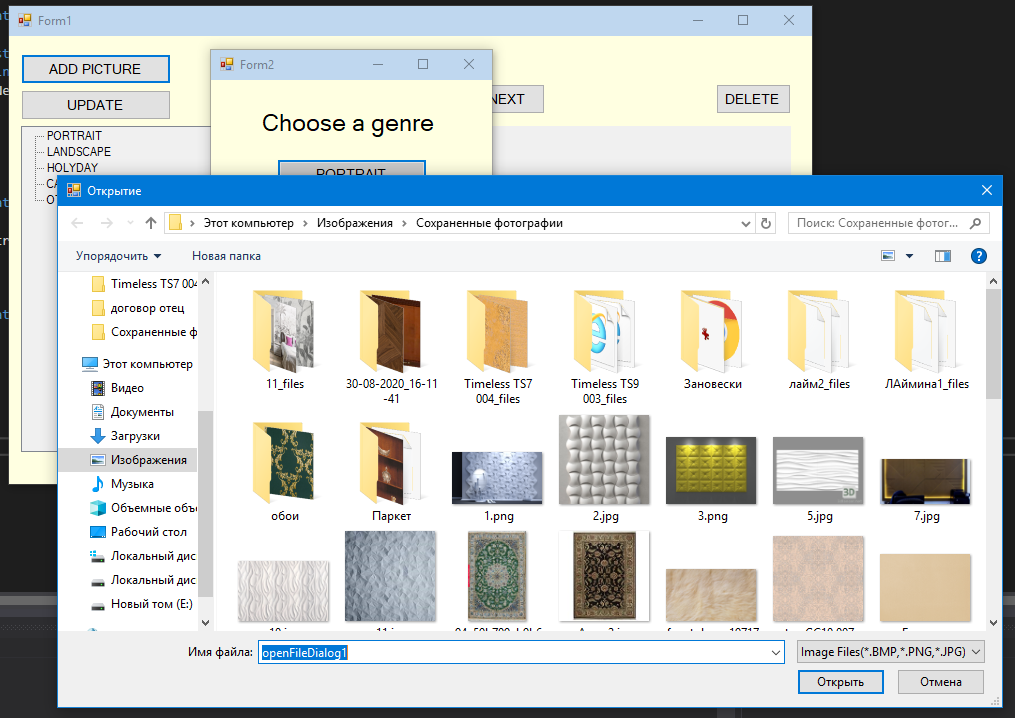 Form1
ADD PICTURE
UPDATE
NEXT
DELETE
PORTRAIT
LANDSCAPE
HOLYDAY
Form2
Choose a genre
PORTRAIT
Открытие
Этот компьютер › Изображения › Сохраненные фотографии
Поиск: Сохраненные фотог...
Упорядочить
Новая папка
Timeless TS7 004
договор отец
Сохраненные ф
Этот компьютер
Видео
Документы
Загрузки
Изображения
Музыка
Объемные объ
Рабочий стол
Локальный дис
Локальный дис
Новый том (E:)
11_files
30-08-2020_16-11
-41
Timeless TS7
004_files
Timeless TS9
003_files
Зановески
лайм2_files
ЛАймина1_files
обои
Паркет
1.png
2.jpg
3.png
5.jpg
7.jpg
3D
Имя файла:
openFileDialog1
Image Files(*.BMP,*.PNG,*.JPG)
Открыть
Отмена